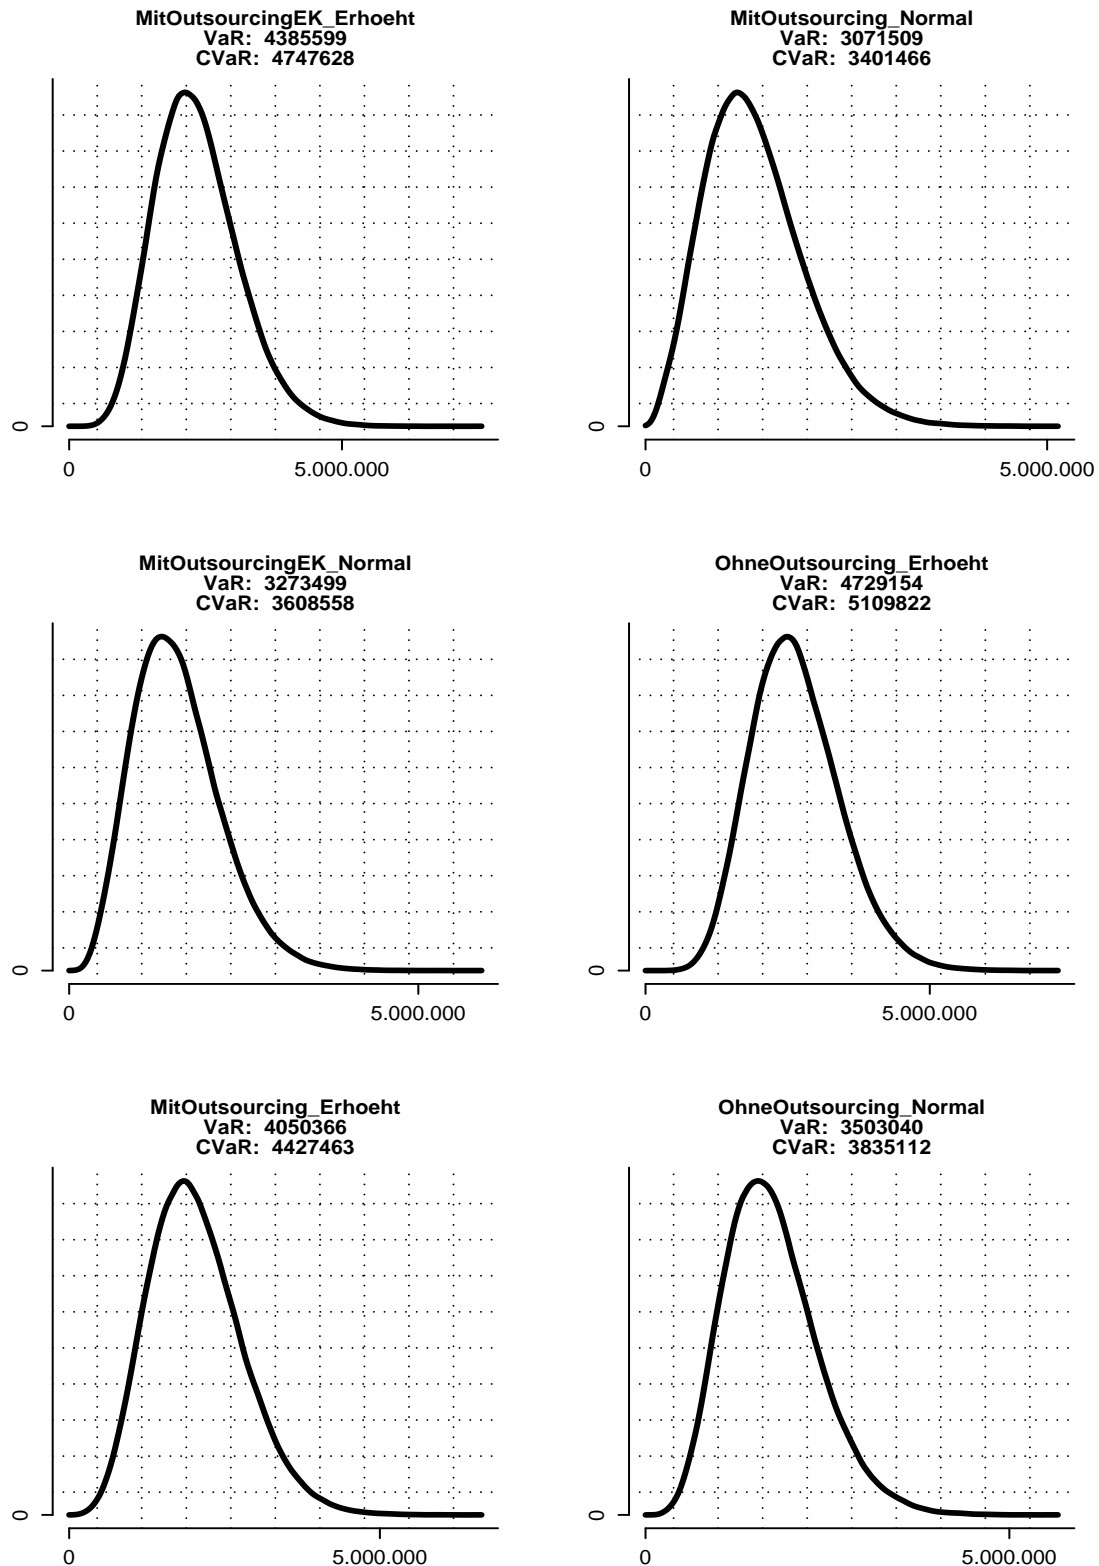 MitOutsourcingEK_Erhoeht
VaR: 4385599
CVaR: 4747628
0
0
5.000.000
MitOutsourcing_Normal
VaR: 3071509
CVaR: 3401466
0
0
5.000.000
MitOutsourcingEK_Normal
VaR: 3273499
CVaR: 3608558
0
0
5.000.000
OhneOutsourcing_Erhoeht
VaR: 4729154
CVaR: 5109822
0
0
5.000.000
MitOutsourcing_Erhoeht
VaR: 4050366
CVaR: 4427463
0
0
5.000.000
OhneOutsourcing_Normal
VaR: 3503040
CVaR: 3835112
0
0
5.000.000